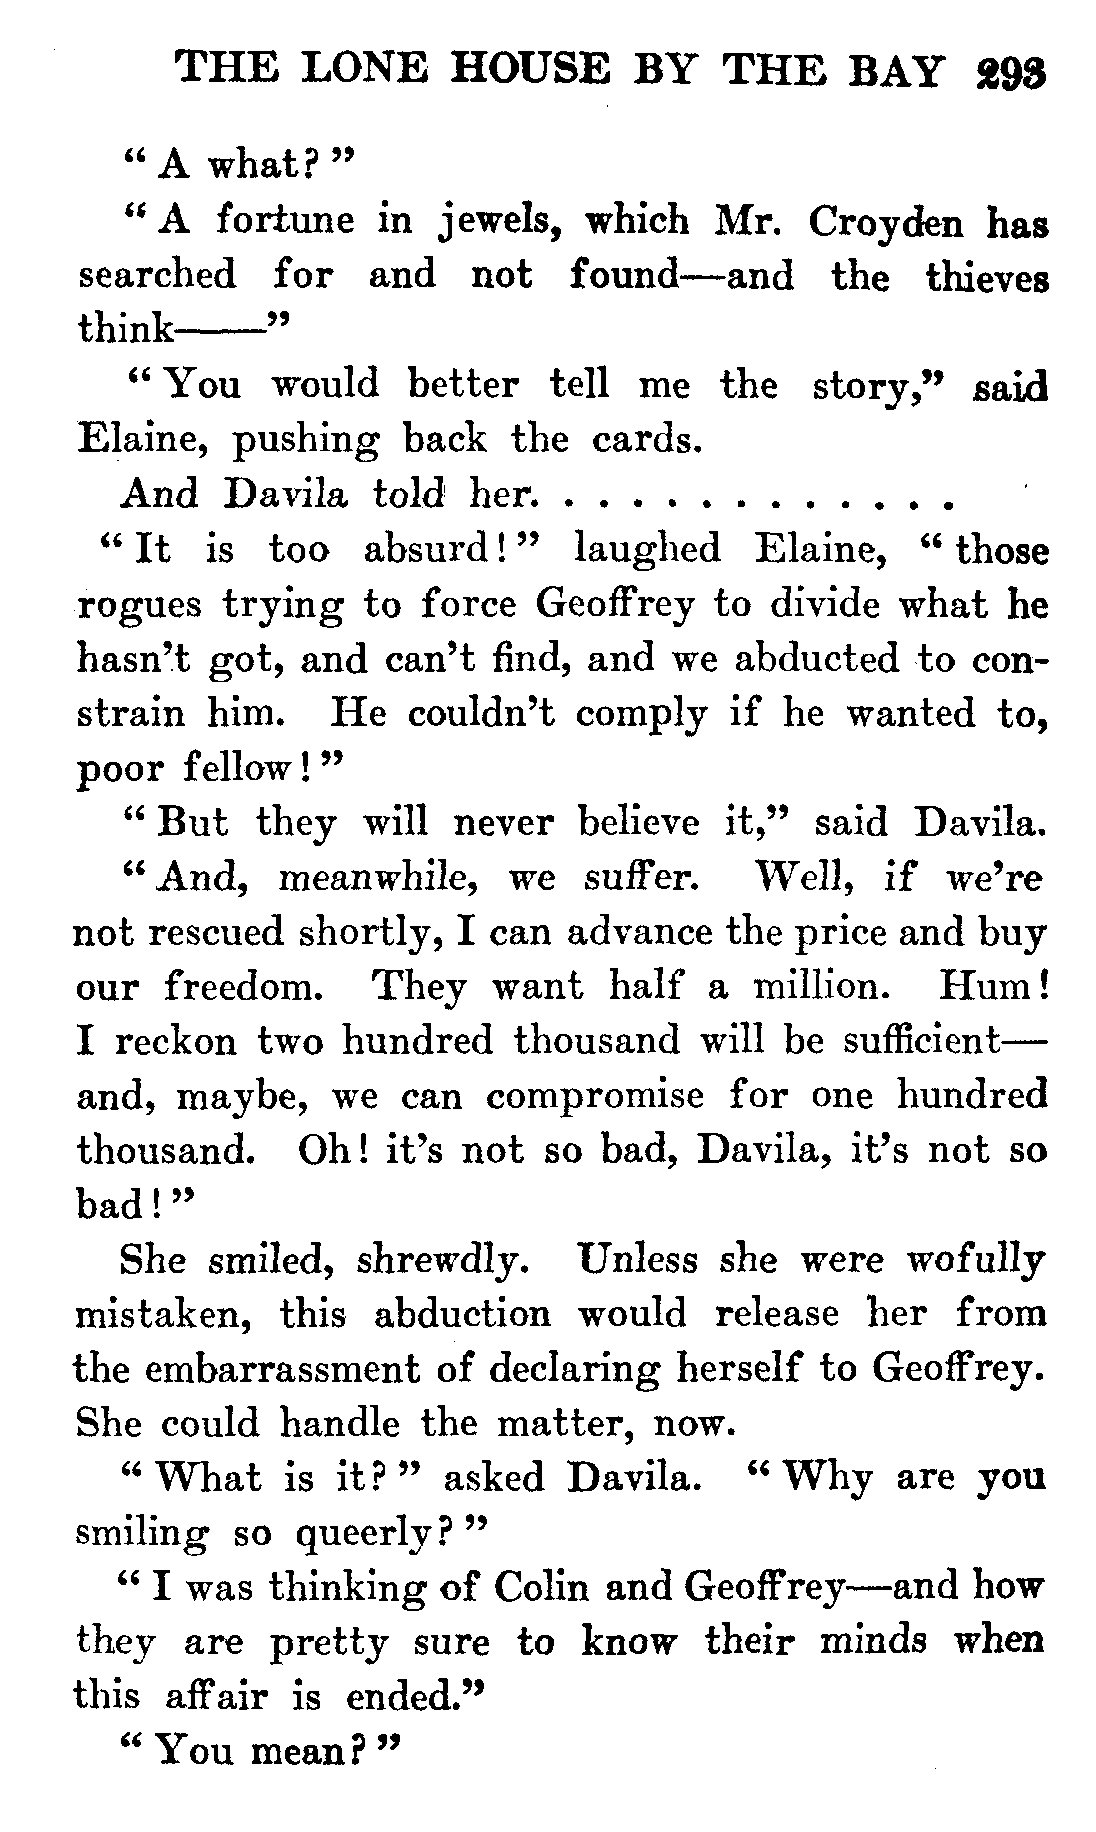 THE LONE HOUSE BY THE BAY 293
" A what? "
" A fortune in jewels, which Mr. Croyden has
searched for and not found—and the thieves
think——"
" You would better tell me the story," said
Elaine, pushing back the cards.
And Davila told her. . . . . . . . . . . . .
" It is too absurd! " laughed Elaine, " those
rogues trying to force Geoffrey to divide what he
hasn't got, and can't find, and we abducted to con-
strain him. He couldn't comply if he wanted to,
poor fellow! "
" But they will never believe it," said Davila.
" And, meanwhile, we suffer. Well, if we're
not rescued shortly, I can advance the price and buy
our freedom. They want half a million. Hum!
I reckon two hundred thousand will be sufficient—
and, maybe, we can compromise for one hundred
thousand. Oh! it's not so bad, Davila, it's not so
bad! "
She smiled, shrewdly. Unless she were wofully
mistaken, this abduction would release her from
the embarrassment of declaring herself to Geoffrey.
She could handle the matter, now.
" What is it? " asked Davila. " Why are you
smiling so queerly? "
" I was thinking of Colin and Geoffrey—and how
they are pretty sure to know their minds when
this affair is ended."
" You mean? "